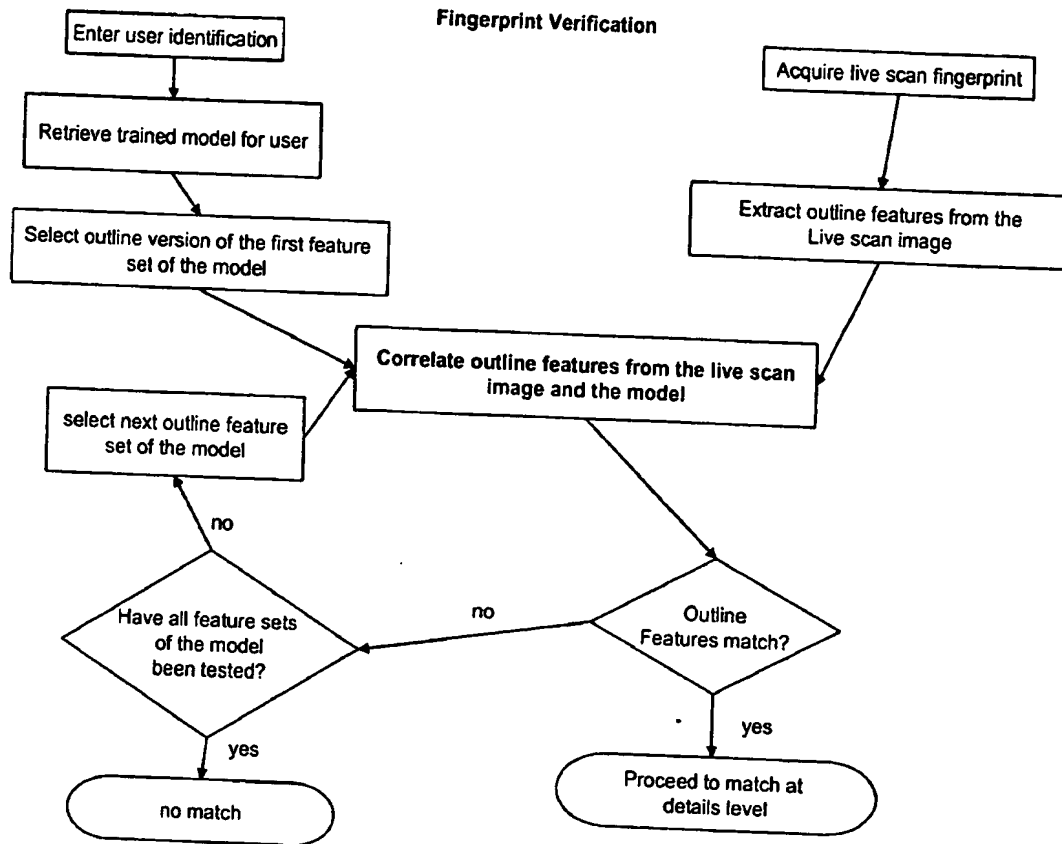 Fingerprint Verification
Enter user identification
Acquire live scan fingerprint
Retrieve trained model for user
Extract outline features from the
Live scan image
Select outline version of the first feature
set of the model
Correlate outline features from the live scan
image and the model
select next outline feature
set of the model
no
no
Have all feature sets
of the model
been tested?
Outline
Features match?
yes
yes
no match
Proceed to match at
details level